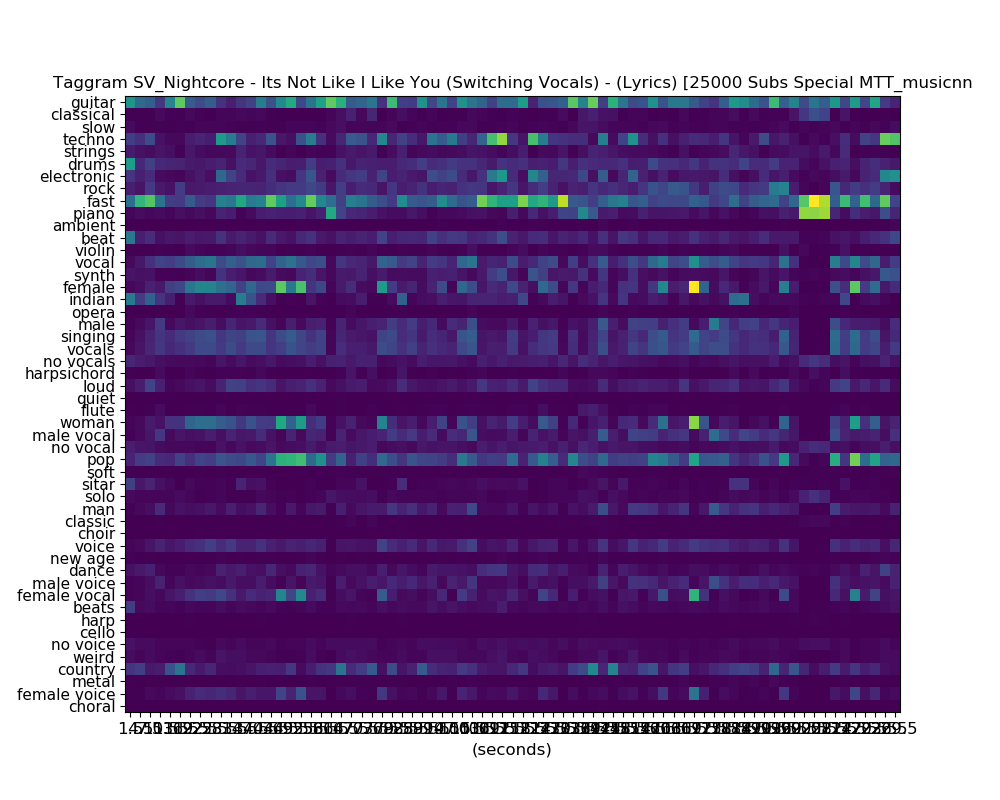 Taggram SV_Nightcore - Its Not Like I Like You (Switching Vocals) - (Lyrics) [25000 Subs Special MTT_musicnn
guitar
classical
slow
techno
strings
drums
electronic
rock
fast
piano
ambient
beat
violin
vocal
synth
female
indian
opera
male
singing
vocals
no vocals
harpsichord
loud
quiet
flute
woman
male vocal
no vocal
pop
soft
sitar
solo
man
classic
choir
voice
new age
dance
male voice
female vocal
beats
harp
cello
no voice
weird
country
metal
female voice
choral
(seconds)